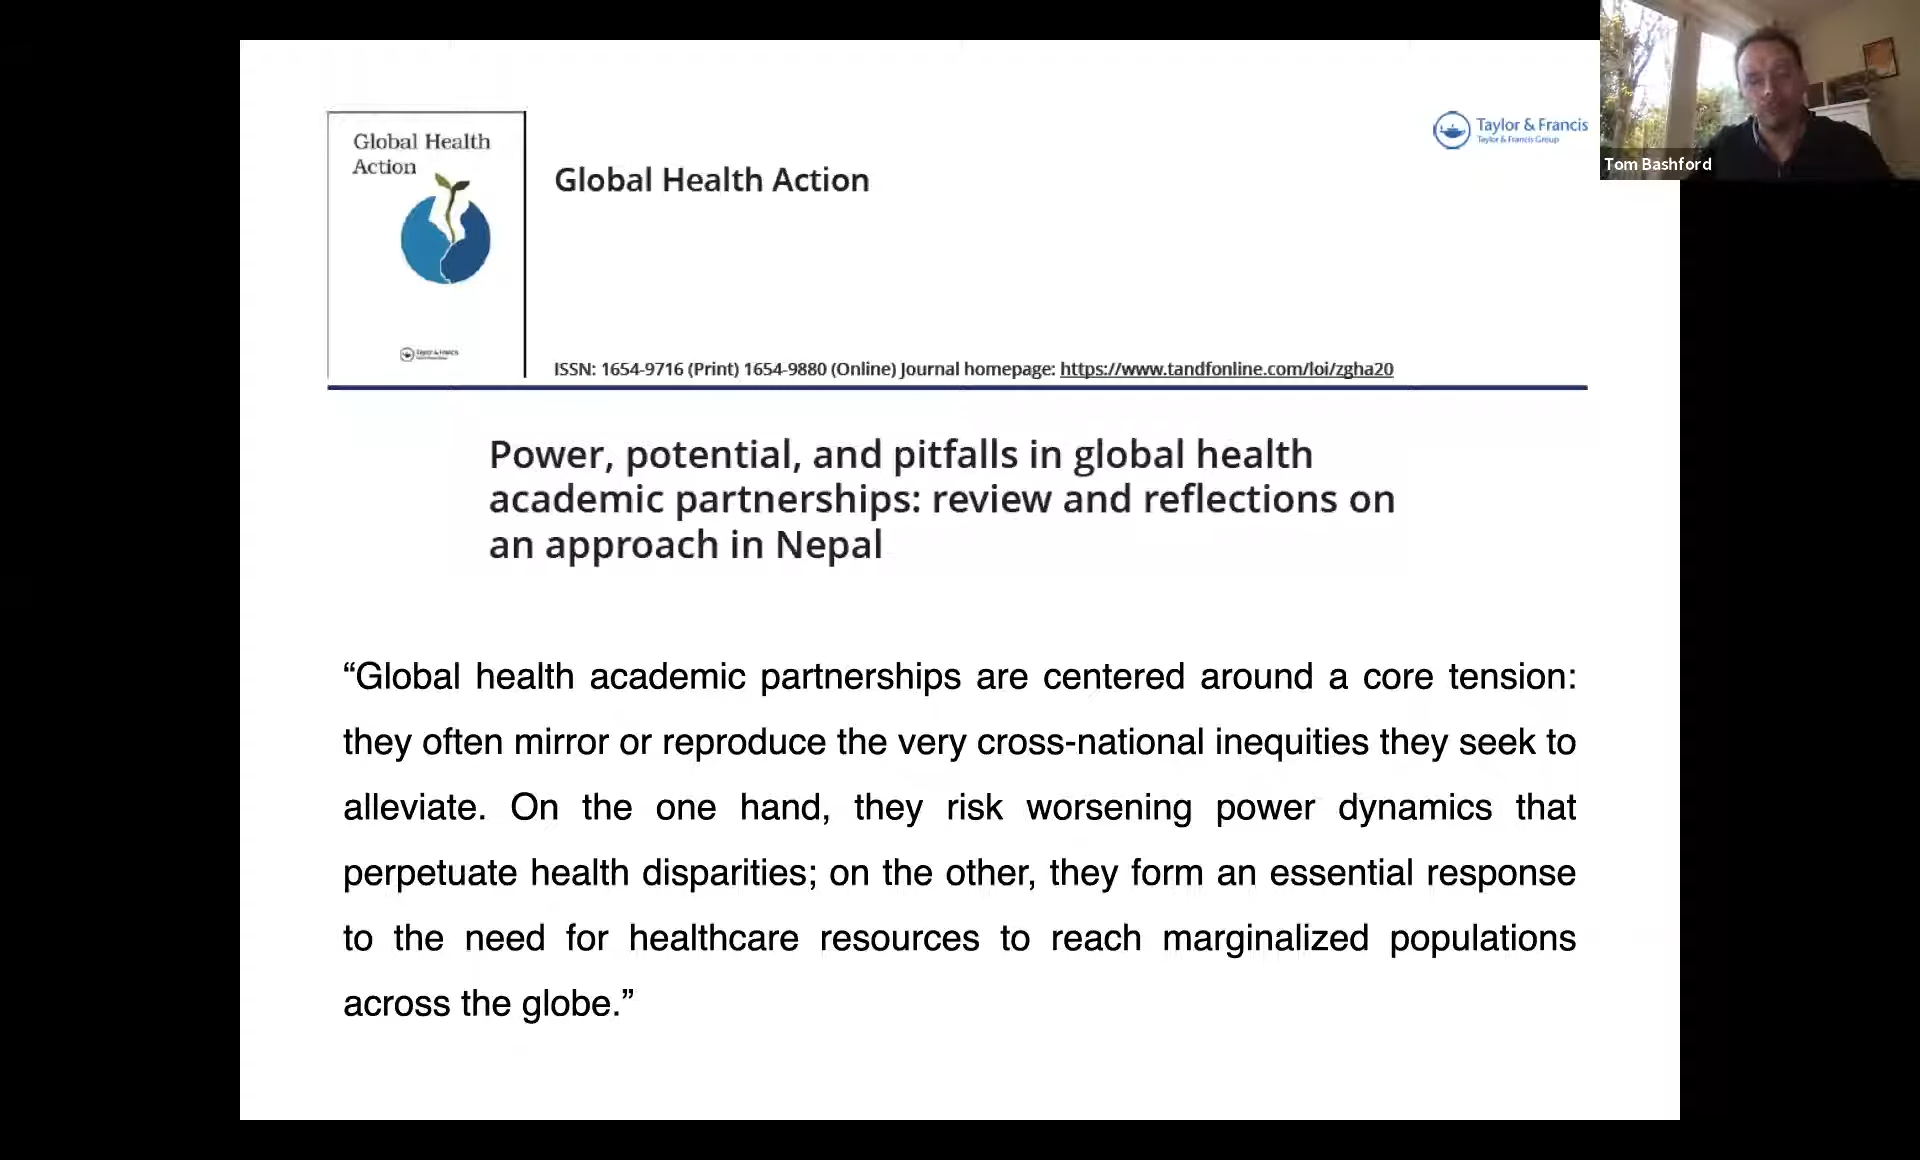 Global Health
Action
Taylor & Francis
Global Health Action
Taylor & Francis
Taylor & Francis Group
Tom Bashford
ISSN: 1654-9716 (Print) 1654-9880 (Online) Journal homepage: https://www.tandfonline.com/loi/zgha20
Power, potential, and pitfalls in global health
academic partnerships: review and reflections on
an approach in Nepal
“Global health academic partnerships are centered around a core tension:
they often mirror or reproduce the very cross-national inequities they seek to
alleviate. On the one hand, they risk worsening power dynamics that
perpetuate health disparities; on the other, they form an essential response
to the need for healthcare resources to reach marginalized populations
across the globe.”